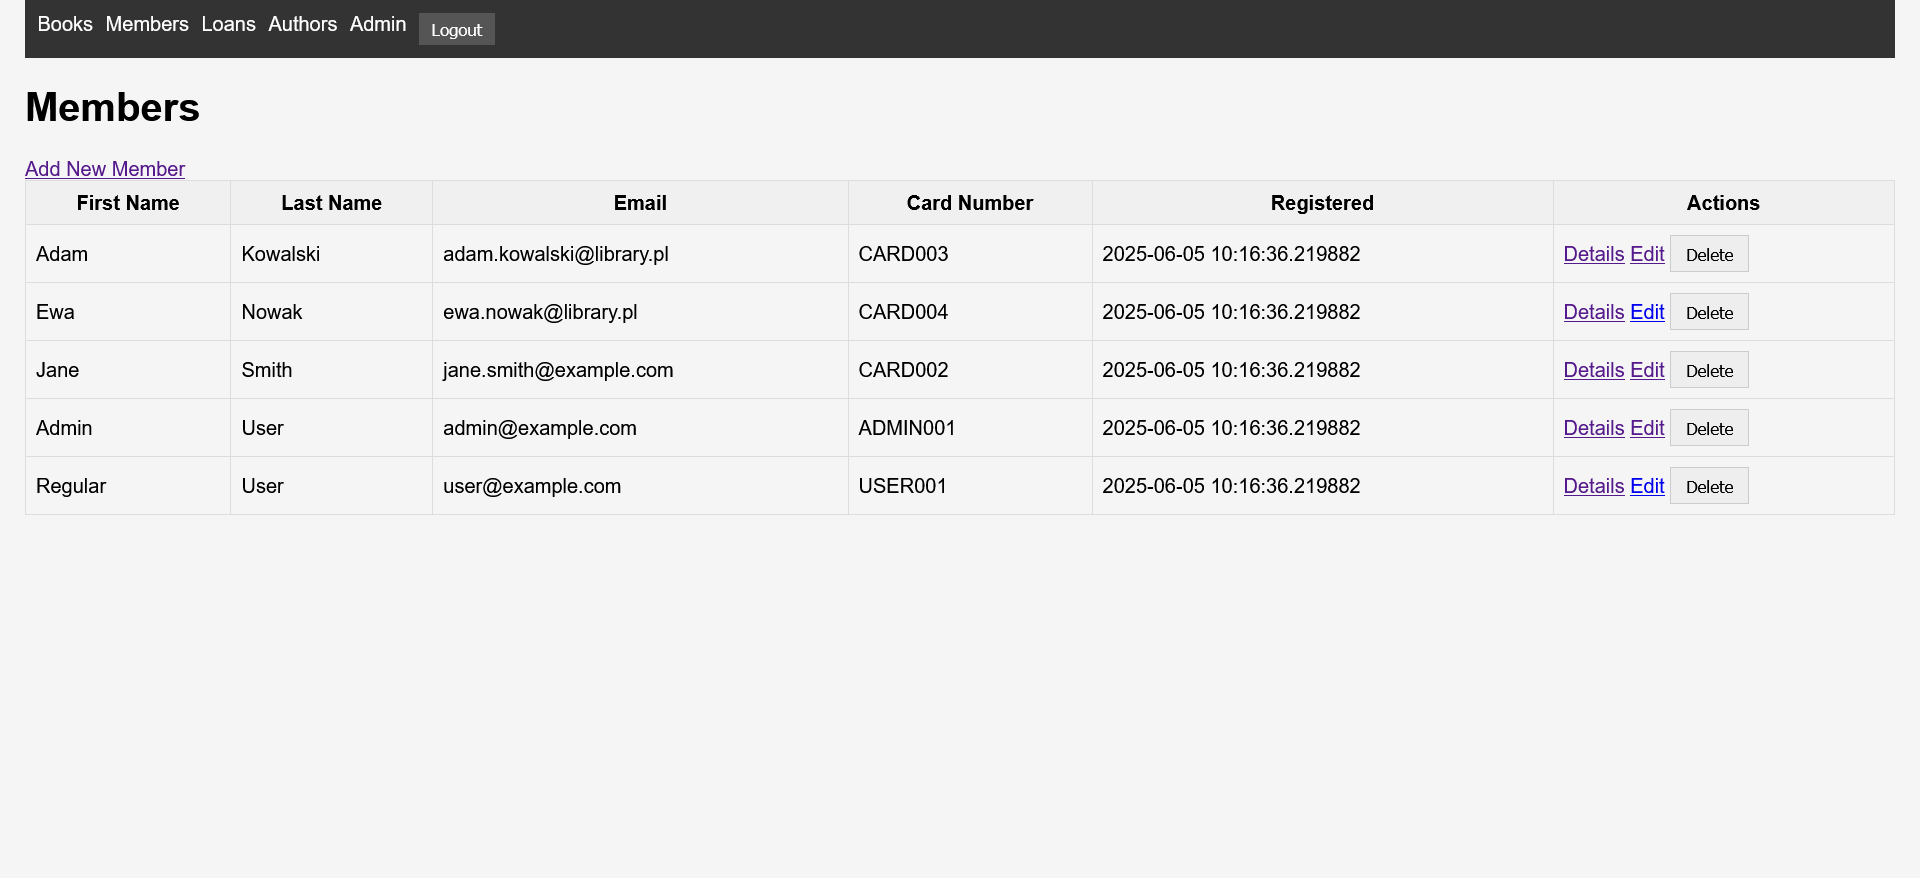 Books Members Loans Authors Admin Logout
Members
Add New Member
First Name Last Name Email Card Number Registered Actions
Adam Kowalski adam.kowalski@library.pl CARD003 2025-06-05 10:16:36.219882 Details Edit Delete
Ewa Nowak ewa.nowak@library.pl CARD004 2025-06-05 10:16:36.219882 Details Edit Delete
Jane Smith jane.smith@example.com CARD002 2025-06-05 10:16:36.219882 Details Edit Delete
Admin User admin@example.com ADMIN001 2025-06-05 10:16:36.219882 Details Edit Delete
Regular User user@example.com USER001 2025-06-05 10:16:36.219882 Details Edit Delete